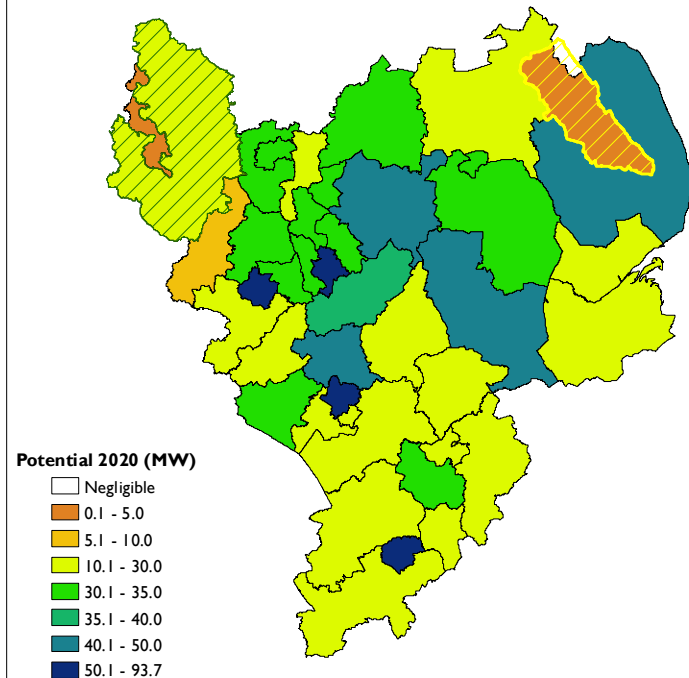 Potential 2020 (MW)
Negligible
0.1 - 5.0
5.1 - 10.0
10.1 - 30.0
30.1 - 35.0
35.1 - 40.0
40.1 - 50.0
50.1 - 93.7